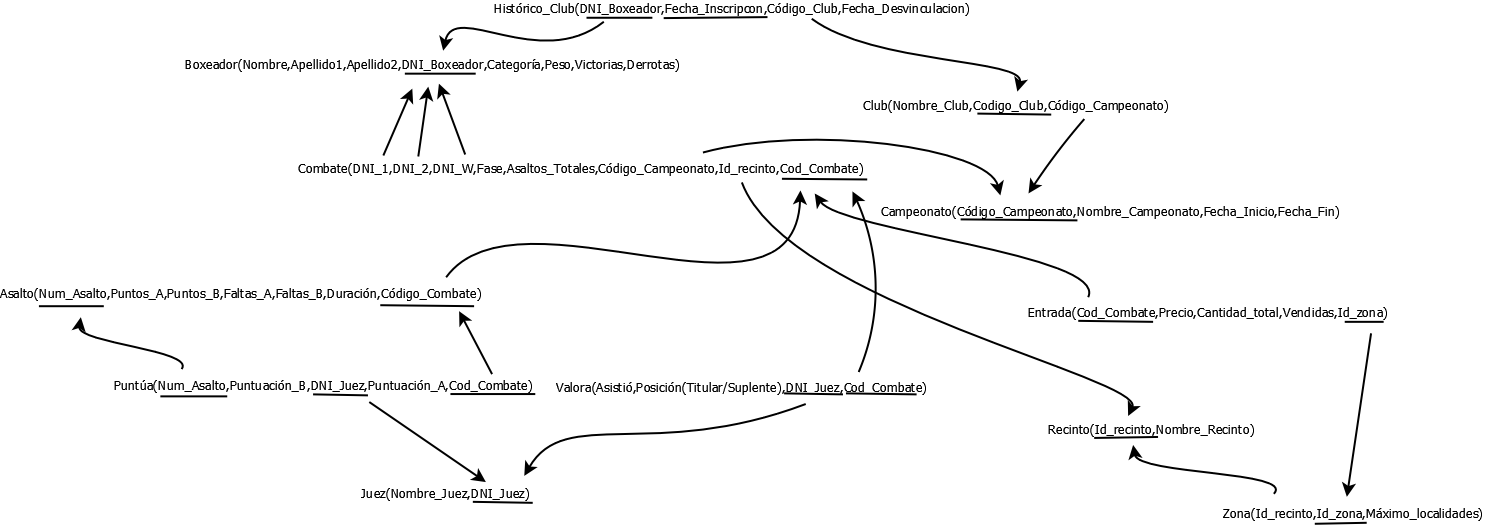 Histórico_Club(DNI_Boxeador,Fecha_Inscripcon,Código_Club,Fecha_Desvinculacion)
Boxeador(Nombre,Apellido1,Apellido2,DNI_Boxeador,Categoría,Peso,Victorias,Derrotas)
Club(Nombre_Club,Codigo_Club,Código_Campeonato)
Combate(DNI_1,DNI_2,DNI_W,Fase,Asaltos_Totales,Código_Campeonato,Id_recinto,Cod_Combate)
Campeonato(Código_Campeonato,Nombre_Campeonato,Fecha_Inicio,Fecha_Fin)
Asalto(Num_Asalto,Puntos_A,Puntos_B,Faltas_A,Faltas_B,Duración,Código_Combate)
Entrada(Cod_Combate,Precio,Cantidad_total,Vendidas,Id_zona)
Puntúa(Num_Asalto,Puntuación_B,DNI_Juez,Puntuación_A,Cod_Combate)
Valora(Asistió,Posición(Titular/Suplente),DNI_Juez,Cod_Combate)
Recinto(Id_recinto,Nombre_Recinto)
Juez(Nombre_Juez,DNI_Juez)
Zona(Id_recinto,Id_zona,Máximo_localidades)